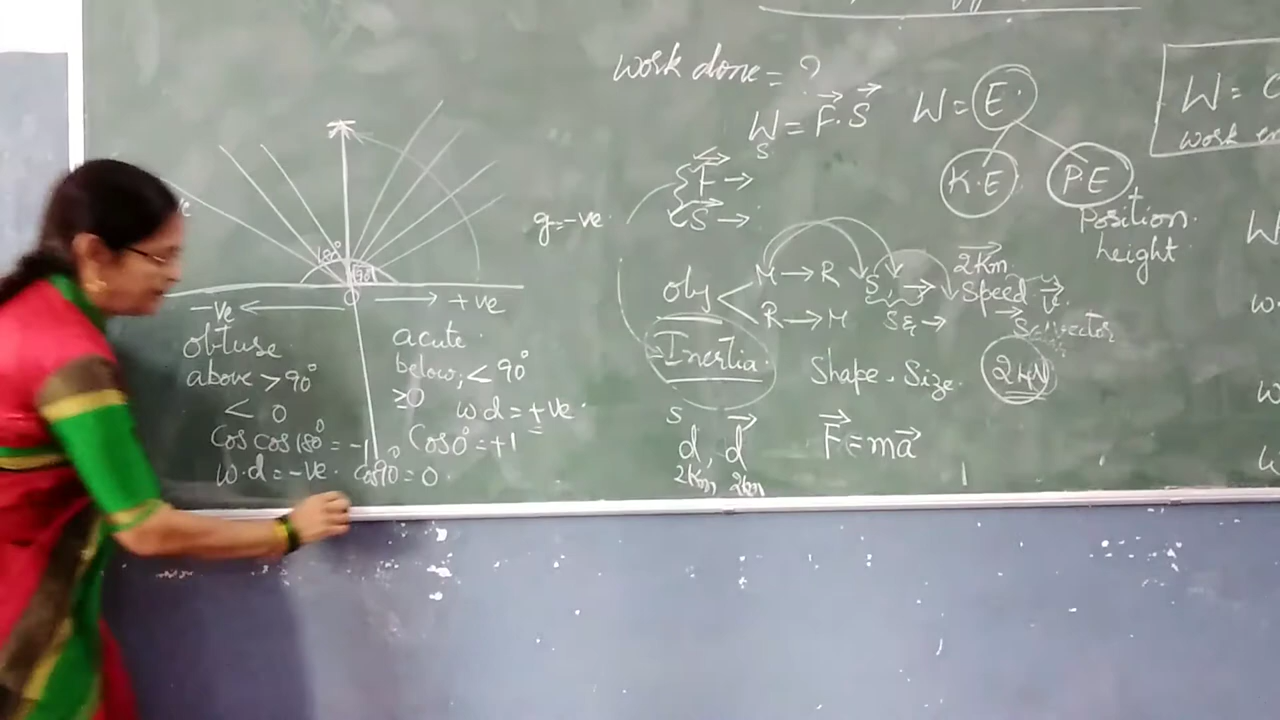 work done = ?
W = F . S
S
W = E .
K.E
P.E
Position
height
W =
work en
F →
S →
g = -ve
180°
90°
0
-ve
+ve
obtuse
above > 90°
< 0
Cos cos 180° = -1
w.d = -ve .
acute
below, < 90°
≥0
w d = +ve .
Cos 0° = +1
cos 90° = 0 .
obj
M → R
R → M
S
2Km
Speed
Inertia .
Shape . Size .
S
d, d
2Km, 2km
F = ma